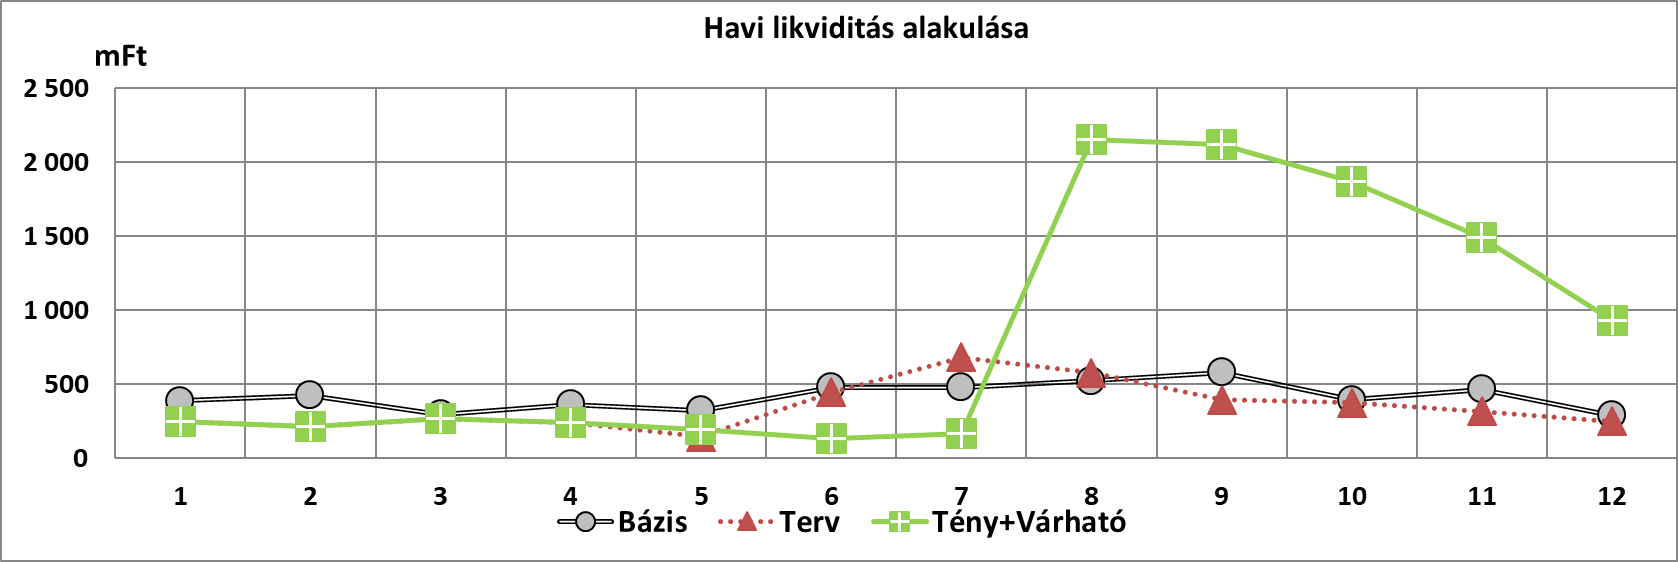 Havi likviditás alakulása
mFt
2 500
2 000
1 500
1 000
500
0
1 2 3 4 5 6 7 8 9 10 11 12
Bázis Terv Tény+Várható